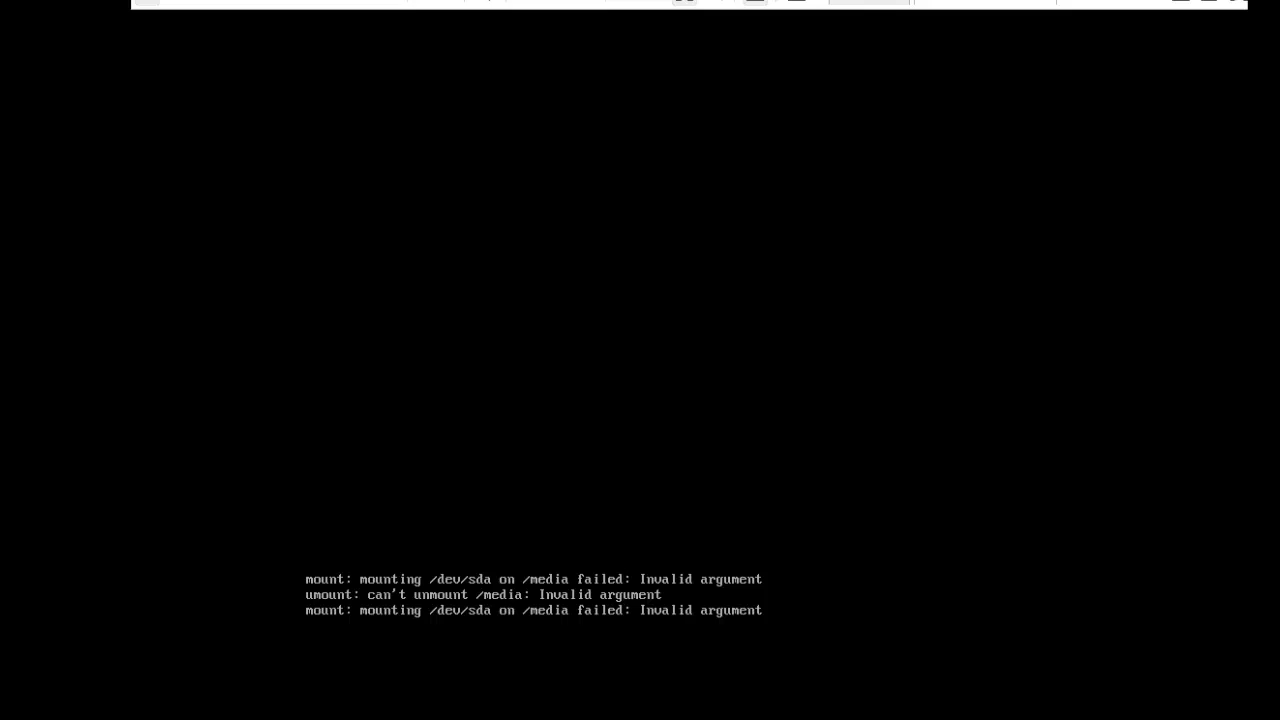 mount: mounting /dev/sda on /media failed: Invalid argument
umount: can't unmount /media: Invalid argument
mount: mounting /dev/sda on /media failed: Invalid argument